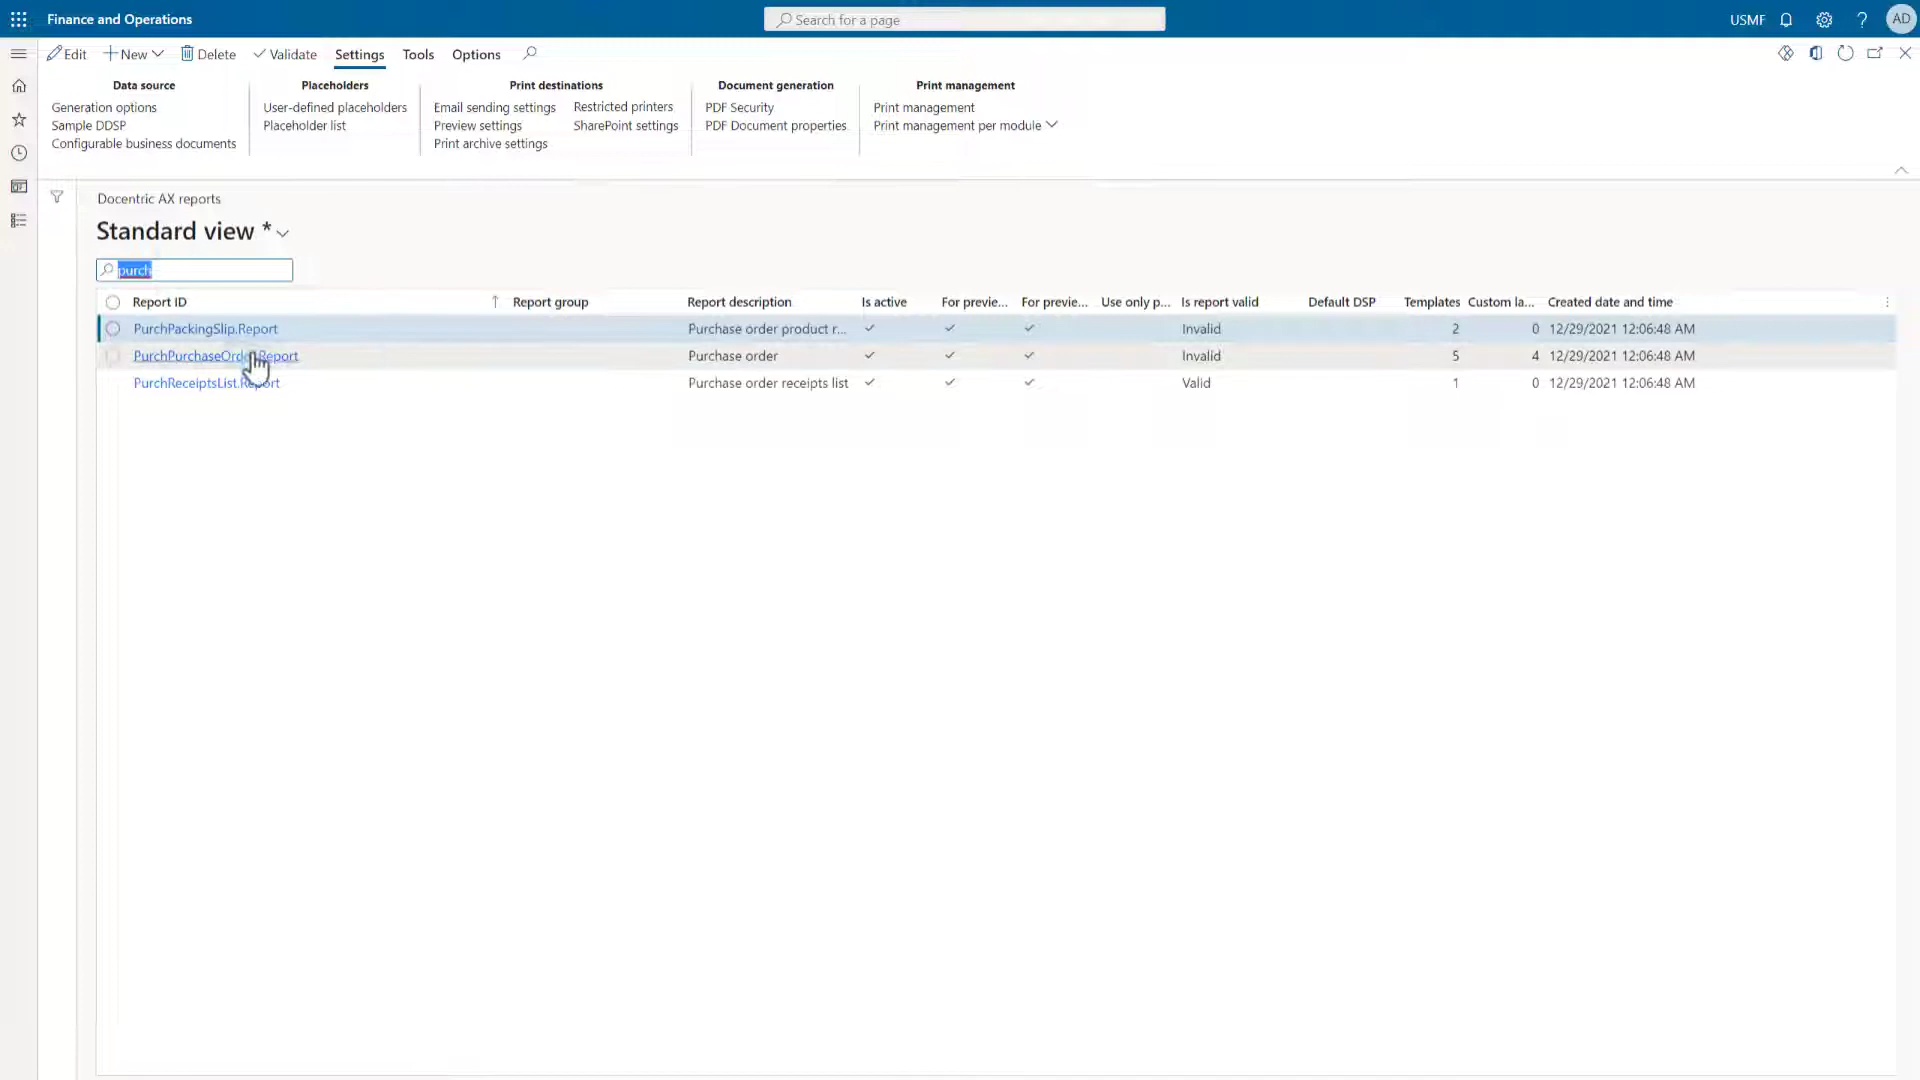 Finance and Operations
Search for a page
USMF
AD
Edit New Delete Validate Settings Tools Options
Data source Placeholders Print destinations Document generation Print management
Generation options User-defined placeholders Email sending settings Restricted printers PDF Security Print management
Sample DDSP Placeholder list Preview settings SharePoint settings PDF Document properties Print management per module
Configurable business documents Print archive settings
Docentric AX reports
Standard view *
purch
Report ID Report group Report description Is active For previe... For previe... Use only p... Is report valid Default DSP Templates Custom la... Created date and time
PurchPackingSlip.Report Purchase order product r... Invalid 2 0 12/29/2021 12:06:48 AM
PurchPurchaseOrder.Report Purchase order Invalid 5 4 12/29/2021 12:06:48 AM
PurchReceiptsList.Report Purchase order receipts list Valid 1 0 12/29/2021 12:06:48 AM